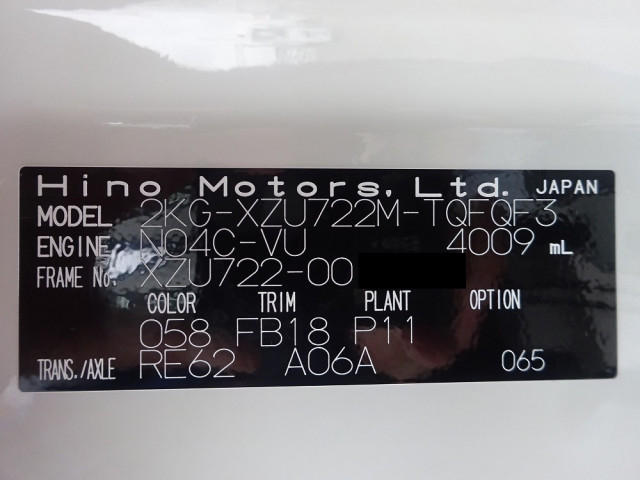 Hino Motors, Ltd. JAPAN
MODEL 2KG-XZU722M-TQFQF3
ENGINE N04C-VU 4009 mL
FRAME No. XZU722-00
COLOR TRIM PLANT OPTION
058 FB18 P11
TRANS./AXLE RE62 A06A 065